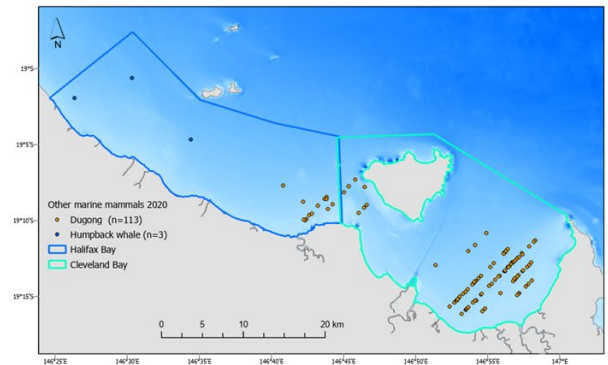 N
19°S
19°5'S
19°10'S
19°15'S
Other marine mammals 2020
Dugong (n=113)
Humpback whale (n=3)
Halifax Bay
Cleveland Bay
0 5 10 20 km
146°25'E 146°30'E 146°35'E 146°40'E 146°45'E 146°50'E 146°55'E 147°E